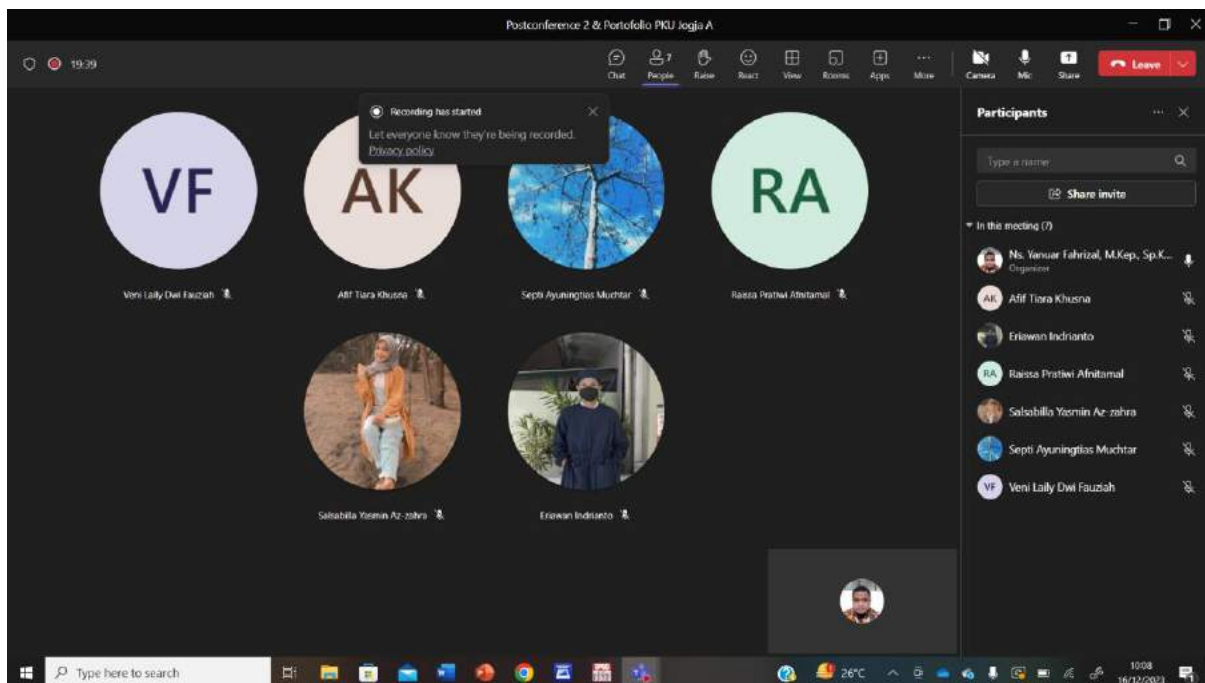 Postconference 2 & Portofolio PKU Jogja A
19:39
Chat
People
7
Raise
React
View
Rooms
Apps
More
Camera
Mic
Share
Leave
Recording has started
Let everyone know they're being recorded.
Privacy policy
VF
AK
RA
Veni Laily Dwi Fauziah
Afif Tiara Khusna
Septi Ayuningtias Muchtar
Raissa Pratiwi Afnitamal
Salsabilla Yasmin Az-zahra
Eriawan Indrianto
Participants
Type a name
Share invite
In this meeting (7)
Ns. Yanuar Fahrizal, M.Kep., Sp.K...
Organizer
AK
Afif Tiara Khusna
Eriawan Indrianto
RA
Raissa Pratiwi Afnitamal
Salsabilla Yasmin Az-zahra
Septi Ayuningtias Muchtar
VF
Veni Laily Dwi Fauziah
Type here to search
26°C
10:08
16/12/2023